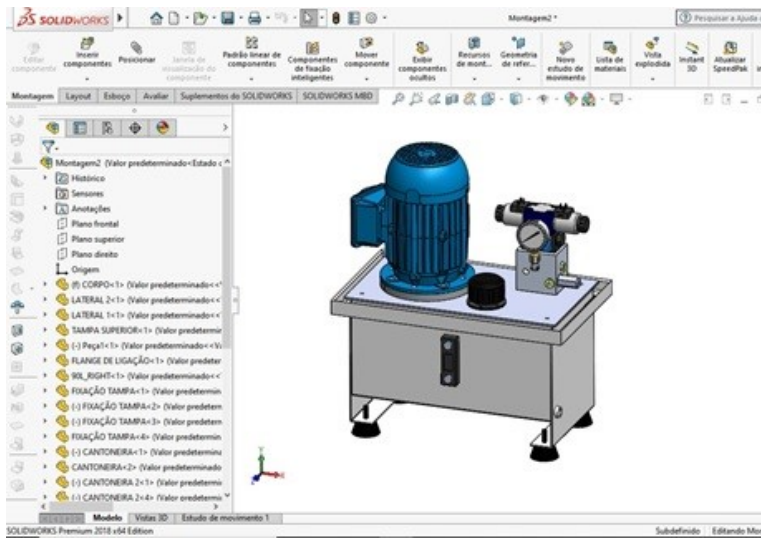 SOLIDWORKS
Montagem2 *
Pesquisar a Ajuda
Editar componente
Inserir componentes
Posicionar
Janela de visualização do componente
Padrão linear de componentes
Componentes de fixação inteligentes
Mover componente
Exibir componentes ocultos
Recursos de mont...
Geometria de refer...
Novo estudo de movimento
Lista de materiais
Vista explodida
Instant 3D
Atualizar SpeedPak
Montagem Layout Esboço Avaliar Suplementos do SOLIDWORKS SOLIDWORKS MBD
Montagem2 (Valor predeterminado<Estado
Histórico
Sensores
Anotações
Plano frontal
Plano superior
Plano direito
Origem
(f) CORPO<1> (Valor predeterminado<<
LATERAL 2<1> (Valor predeterminado<<
LATERAL 1<1> (Valor predeterminado<<
TAMPA SUPERIOR<1> (Valor predetermin
(-) Peça1<1> (Valor predeterminado<<Va
FLANGE DE LIGAÇÃO<1> (Valor predeter
90L_RIGHT<1> (Valor predeterminado<<
FIXAÇÃO TAMPA<1> (Valor predetermin
(-) FIXAÇÃO TAMPA<2> (Valor predetern
(-) FIXAÇÃO TAMPA<3> (Valor predetern
FIXAÇÃO TAMPA<4> (Valor predetermin
(-) CANTONEIRA<1> (Valor predetermina
CANTONEIRA<2> (Valor predeterminado
(-) CANTONEIRA 2<1> (Valor predetermi
(-) CANTONEIRA 2<4> (Valor predetermi
Modelo Vistas 3D Estudo de movimento 1
SOLIDWORKS Premium 2018 x64 Edition
Subdefinido Editando Mo